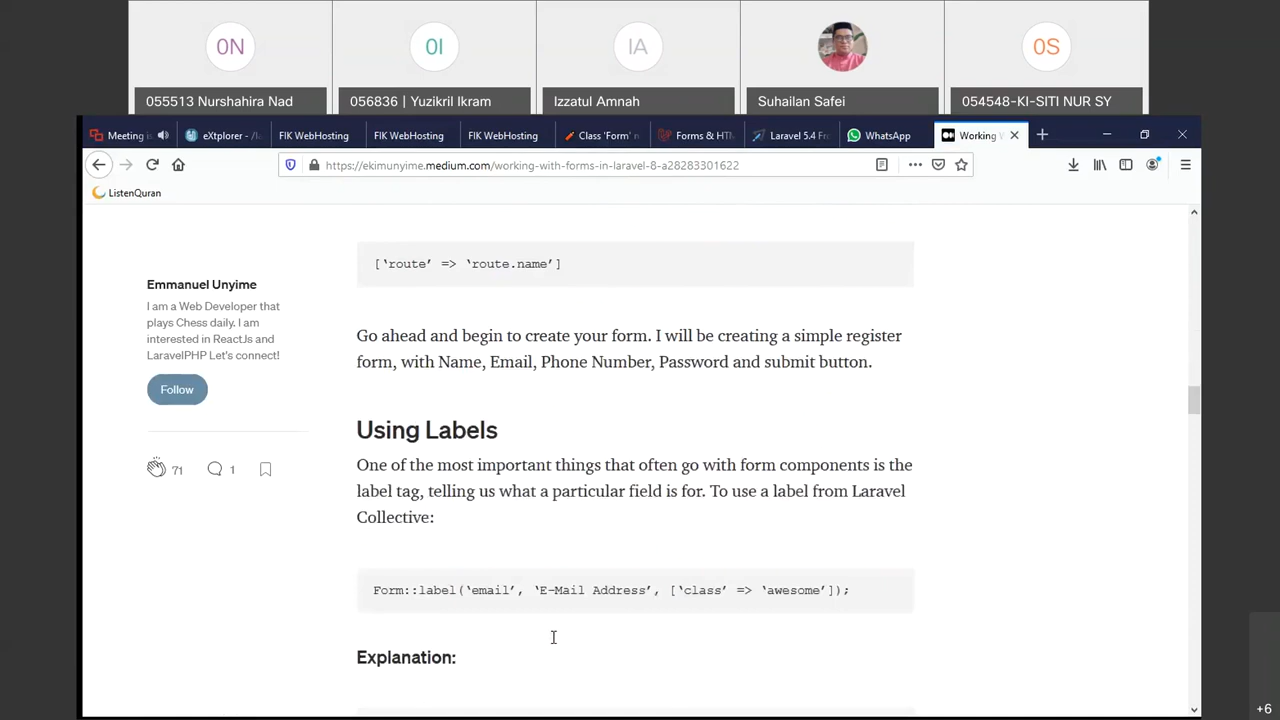 0N
0I
IA
0S
055513 Nurshahira Nad
056836 | Yuzikril Ikram
Izzatul Amnah
Suhailan Safei
054548-KI-SITI NUR SY
Meeting is
eXtplorer - /
FIK WebHosting
FIK WebHosting
FIK WebHosting
Class 'Form' n
Forms & HTM
Laravel 5.4 Fro
WhatsApp
Working W
https://ekimunyime.medium.com/working-with-forms-in-laravel-8-a28283301622
ListenQuran
[‘route’ => ‘route.name’]
Emmanuel Unyime
I am a Web Developer that
plays Chess daily. I am
interested in ReactJs and
LaravelPHP Let's connect!
Follow
71
1
Go ahead and begin to create your form. I will be creating a simple register
form, with Name, Email, Phone Number, Password and submit button.
Using Labels
One of the most important things that often go with form components is the
label tag, telling us what a particular field is for. To use a label from Laravel
Collective:
Form::label(‘email’, ‘E-Mail Address’, [‘class’ => ‘awesome’]);
Explanation:
+6